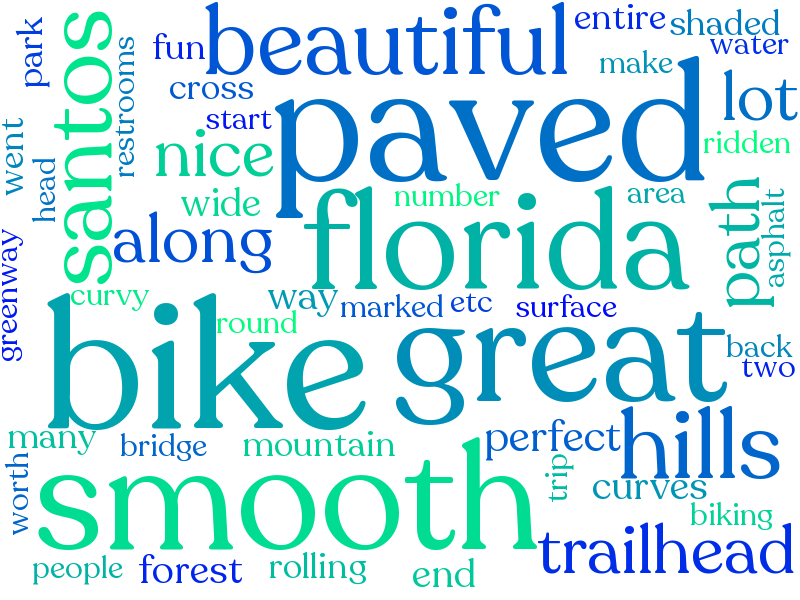 beautiful
entire
shaded
water
park
santos
restrooms
fun
cross
start
make
lot
paved
went
head
nice
ridden
wide
number
area
path
asphalt
along
florida
greenway
curvy
way
marked
etc
surface
round
bike
great
back
two
many
bridge
mountain
perfect
hills
worth
smooth
trip
curves
biking
people
forest
rolling
end
trailhead